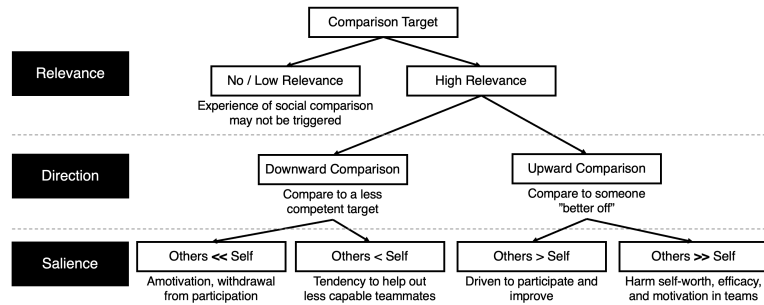 Comparison Target
Relevance
No / Low Relevance
High Relevance
Experience of social comparison
may not be triggered
Direction
Downward Comparison
Upward Comparison
Compare to a less
competent target
Compare to someone
"better off"
Salience
Others << Self
Others < Self
Others > Self
Others >> Self
Amotivation, withdrawal
from participation
Tendency to help out
less capable teammates
Driven to participate and
improve
Harm self-worth, efficacy,
and motivation in teams